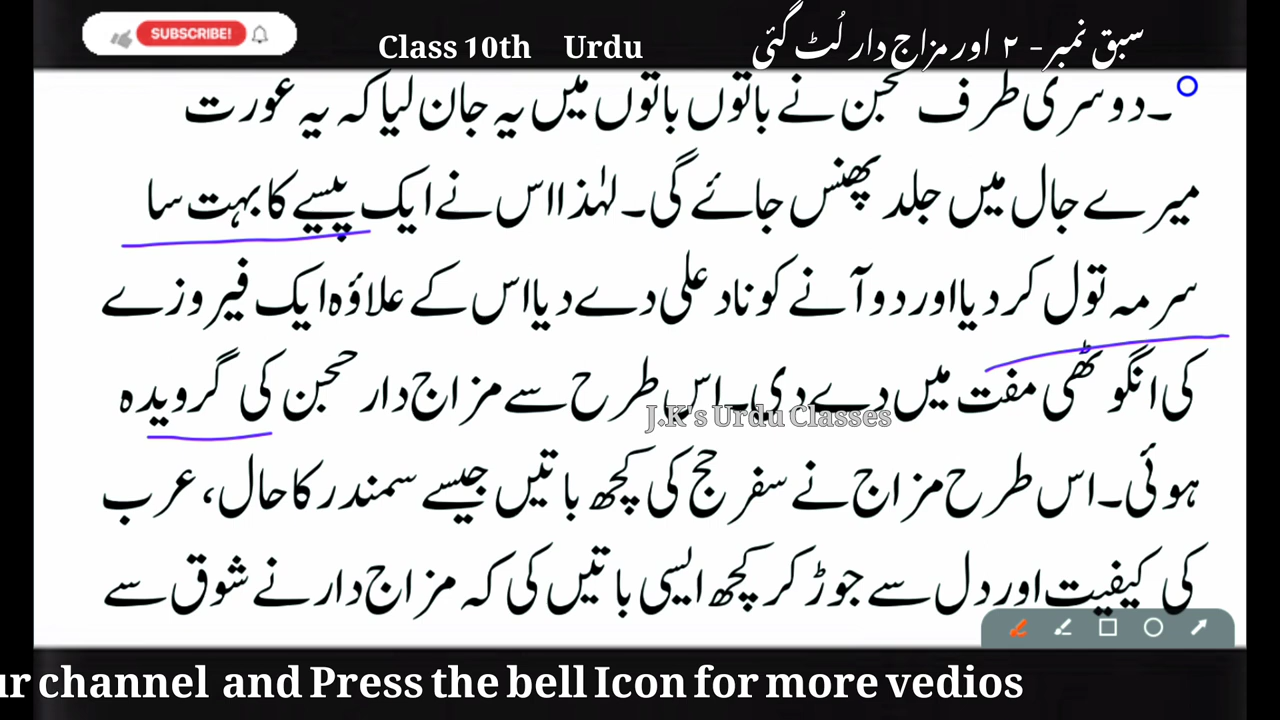 SUBSCRIBE!
Class 10th Urdu سبق نمبر- ۲ اور مزاج دار لُٹ گئی
۔دوسری طرف حجن نے باتوں باتوں میں یہ جان لیا کہ یہ عورت
میرے جال میں جلد پھنس جائے گی۔ لہٰذا اس نے ایک پیسے کا بہت سا
سرمہ تول کر دیا اور دو آنے کو ناد علی دے دیا اس کے علاؤہ ایک فیروزے
کی انگوٹھی مفت میں دے دی۔ اس طرح سے مزاج دار حجن کی گرویدہ
J.K's Urdu Classes
ہوئی۔ اس طرح مزاج نے سفر حج کی کچھ باتیں جیسے سمندر کا حال، عرب
کی کیفیت اور دل سے جوڑ کر کچھ ایسی باتیں کی کہ مزاج دار نے شوق سے
ur channel and Press the bell Icon for more vedios